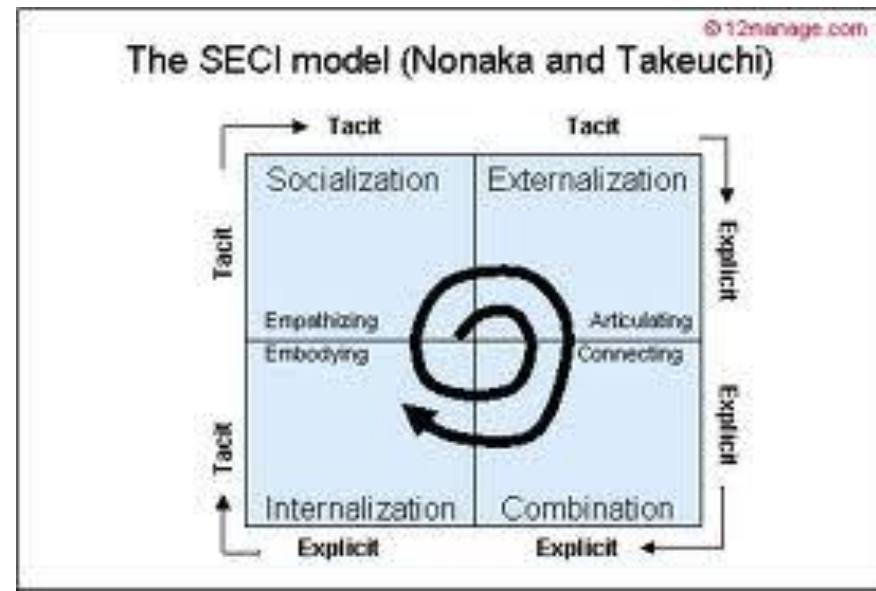 ©12manage.com
The SECI model (Nonaka and Takeuchi)
Tacit
Tacit
Socialization
Externalization
Tacit
Explicit
Empathizing
Articulating
Embodying
Connecting
Tacit
Explicit
Internalization
Combination
Explicit
Explicit